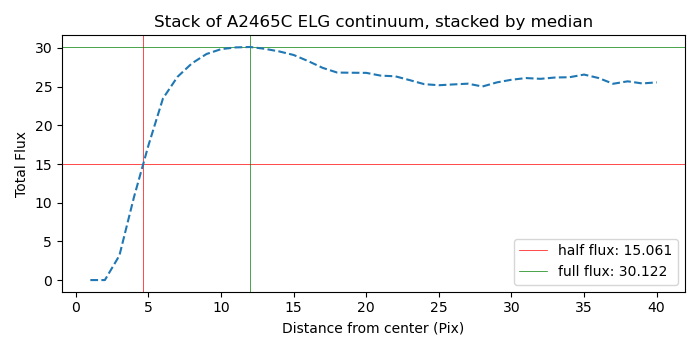 Stack of A2465C ELG continuum, stacked by median
Total Flux
30
25
20
15
10
5
0
half flux: 15.061
full flux: 30.122
0 5 10 15 20 25 30 35 40
Distance from center (Pix)